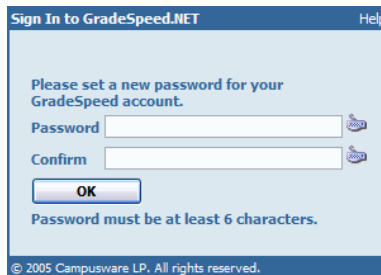 Sign In to GradeSpeed.NET Help
Please set a new password for your
GradeSpeed account.
Password
Confirm
OK
Password must be at least 6 characters.
© 2005 Campusware LP. All rights reserved.